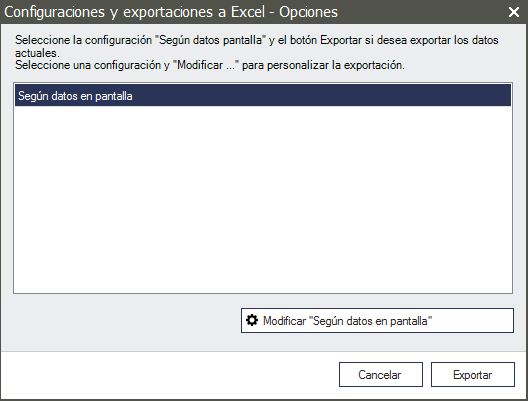 Configuraciones y exportaciones a Excel - Opciones
Seleccione la configuración "Según datos pantalla" y el botón Exportar si desea exportar los datos
actuales.
Seleccione una configuración y "Modificar ..." para personalizar la exportación.
Según datos en pantalla
Modificar "Según datos en pantalla"
Cancelar
Exportar